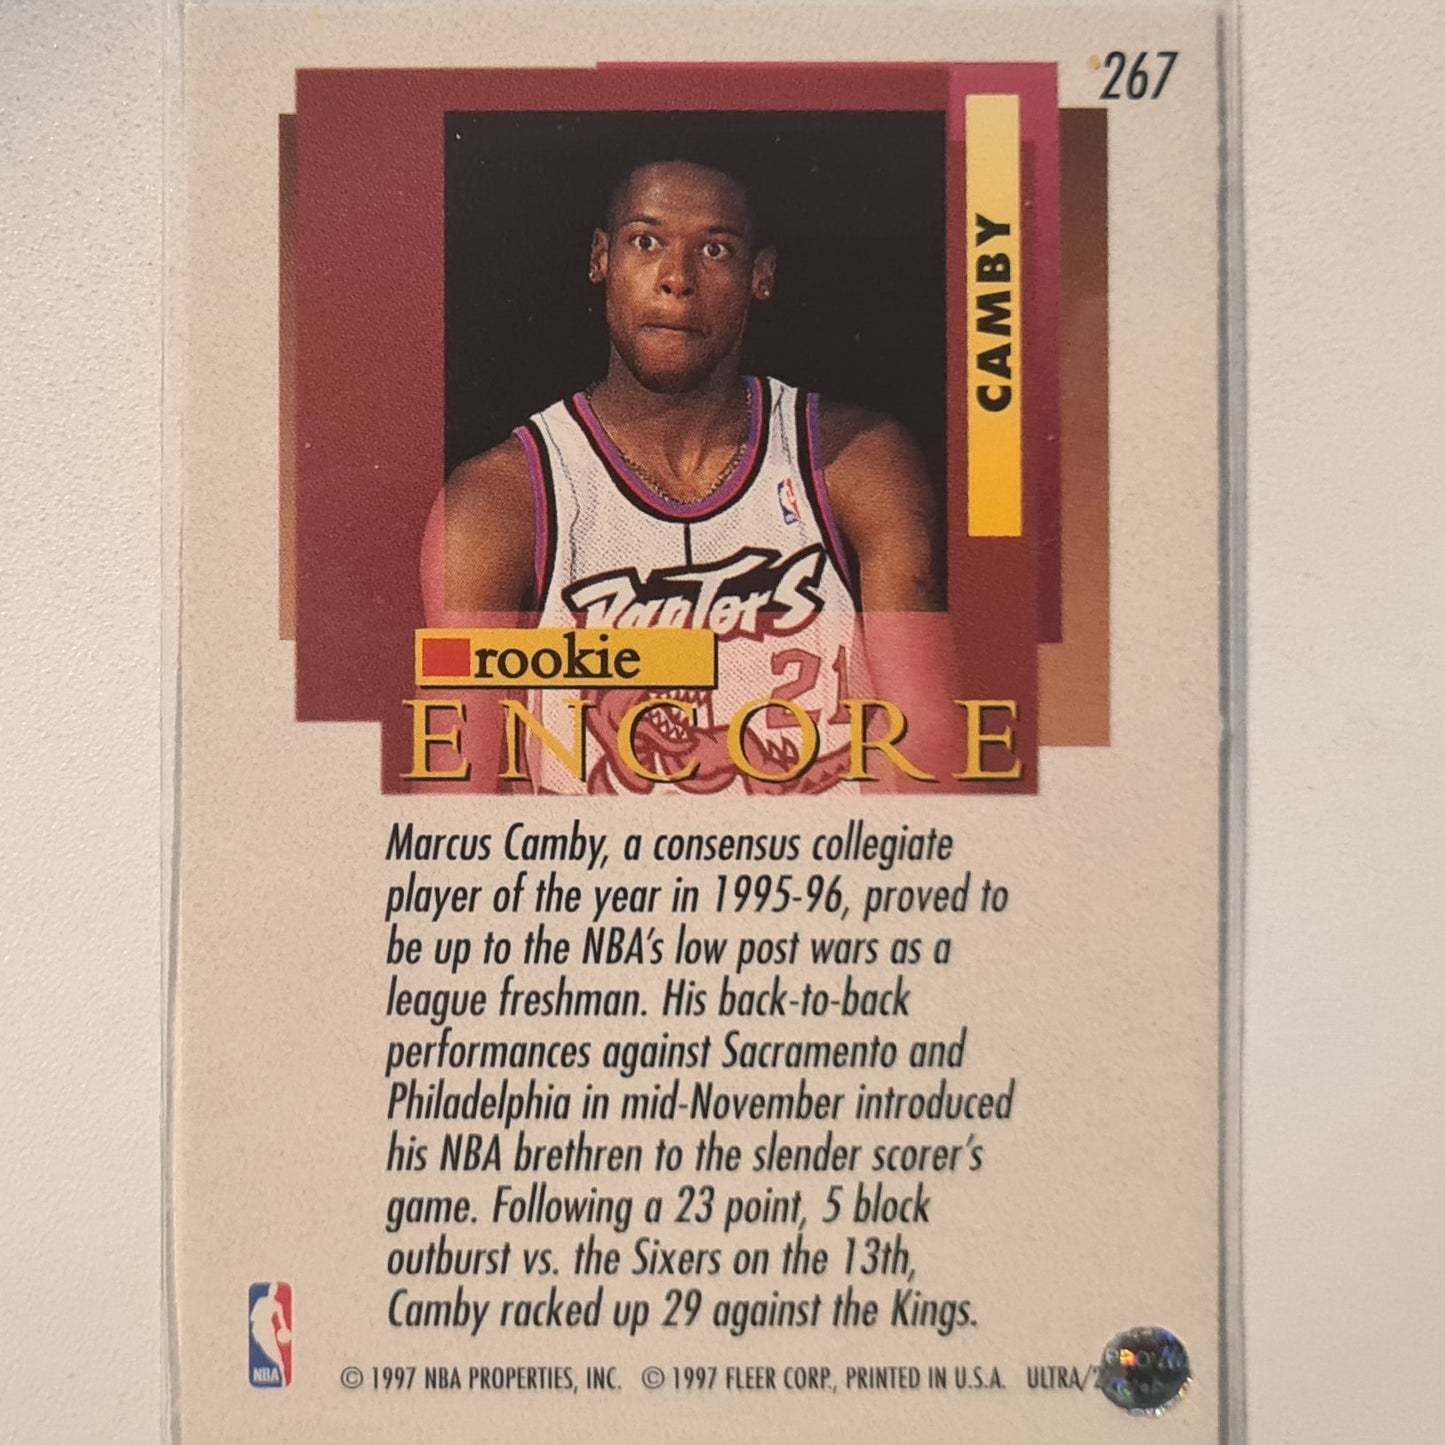 267
CAMBY
Raptors
21
rookie
ENCORE
Marcus Camby, a consensus collegiate
player of the year in 1995-96, proved to
be up to the NBA's low post wars as a
league freshman. His back-to-back
performances against Sacramento and
Philadelphia in mid-November introduced
his NBA brethren to the slender scorer's
game. Following a 23 point, 5 block
outburst vs. the Sixers on the 13th,
Camby racked up 29 against the Kings.
NBA
© 1997 NBA PROPERTIES, INC. © 1997 FLEER CORP., PRINTED IN U.S.A. ULTRA/2